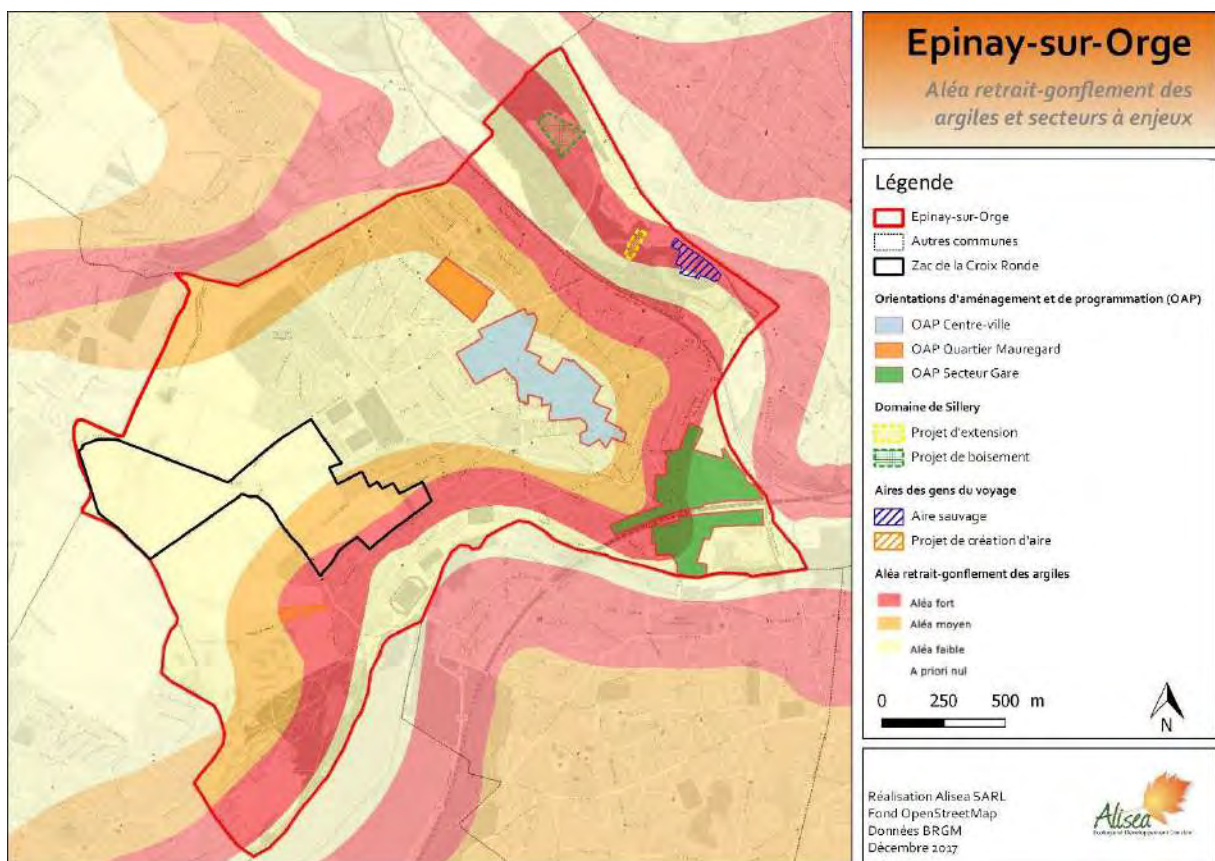 Epinay-sur-Orge
Aléa retrait-gonflement des
argiles et secteurs à enjeux
Légende
Epinay-sur-Orge
Autres communes
Zac de la Croix Ronde
Orientations d'aménagement et de programmation (OAP)
OAP Centre-ville
OAP Quartier Mauregard
OAP Secteur Gare
Domaine de Sillery
Projet d'extension
Projet de boisement
Aires des gens du voyage
Aire sauvage
Projet de création d'aire
Aléa retrait-gonflement des argiles
Aléa fort
Aléa moyen
Aléa faible
A priori nul
0 250 500 m
N
Réalisation Alisea SARL
Fond OpenStreetMap
Données BRGM
Décembre 2017
Alisea